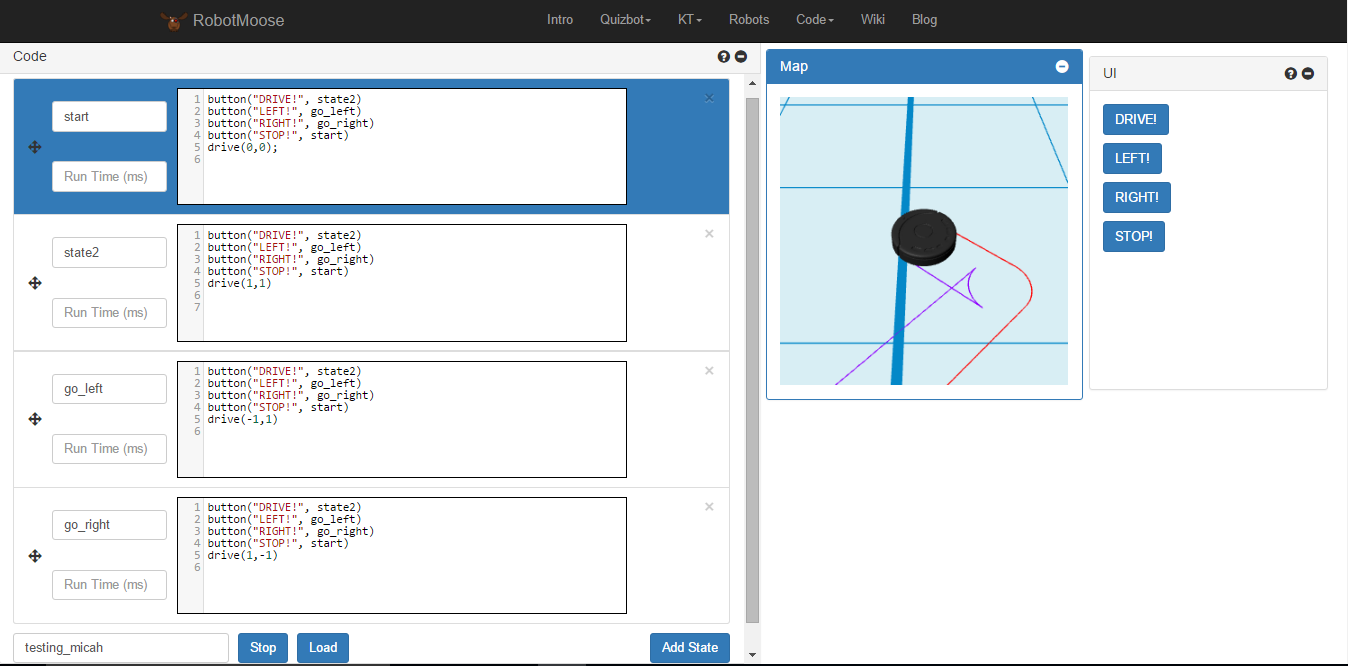 RobotMoose
Intro Quizbot KT Robots Code Wiki Blog
Code
start
Run Time (ms)
1 button("DRIVE!", state2)
2 button("LEFT!", go_left)
3 button("RIGHT!", go_right)
4 button("STOP!", start)
5 drive(0,0);
6
state2
Run Time (ms)
1 button("DRIVE!", state2)
2 button("LEFT!", go_left)
3 button("RIGHT!", go_right)
4 button("STOP!", start)
5 drive(1,1)
6
7
go_left
Run Time (ms)
1 button("DRIVE!", state2)
2 button("LEFT!", go_left)
3 button("RIGHT!", go_right)
4 button("STOP!", start)
5 drive(-1,1)
6
go_right
Run Time (ms)
1 button("DRIVE!", state2)
2 button("LEFT!", go_left)
3 button("RIGHT!", go_right)
4 button("STOP!", start)
5 drive(1,-1)
6
testing_micah Stop Load Add State
Map
UI
DRIVE!
LEFT!
RIGHT!
STOP!